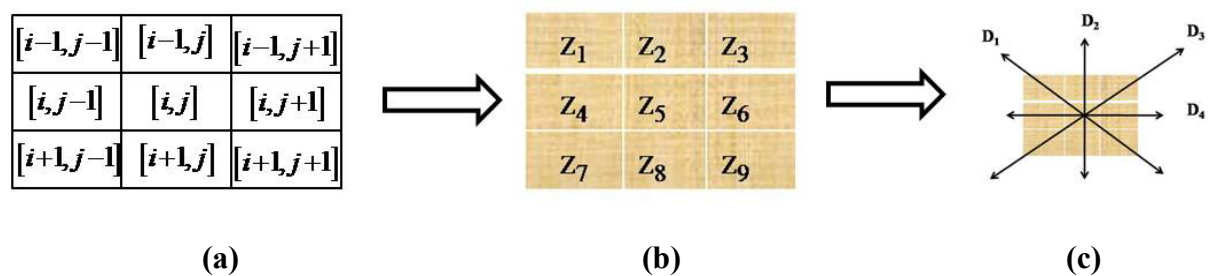 [i−1, j−1] [i−1, j] [i−1, j+1]
[i, j−1] [i, j] [i, j+1]
[i+1, j−1] [i+1, j] [i+1, j+1]
Z₁ Z₂ Z₃
Z₄ Z₅ Z₆
Z₇ Z₈ Z₉
D₂
D₁ D₃
D₄
(a) (b) (c)